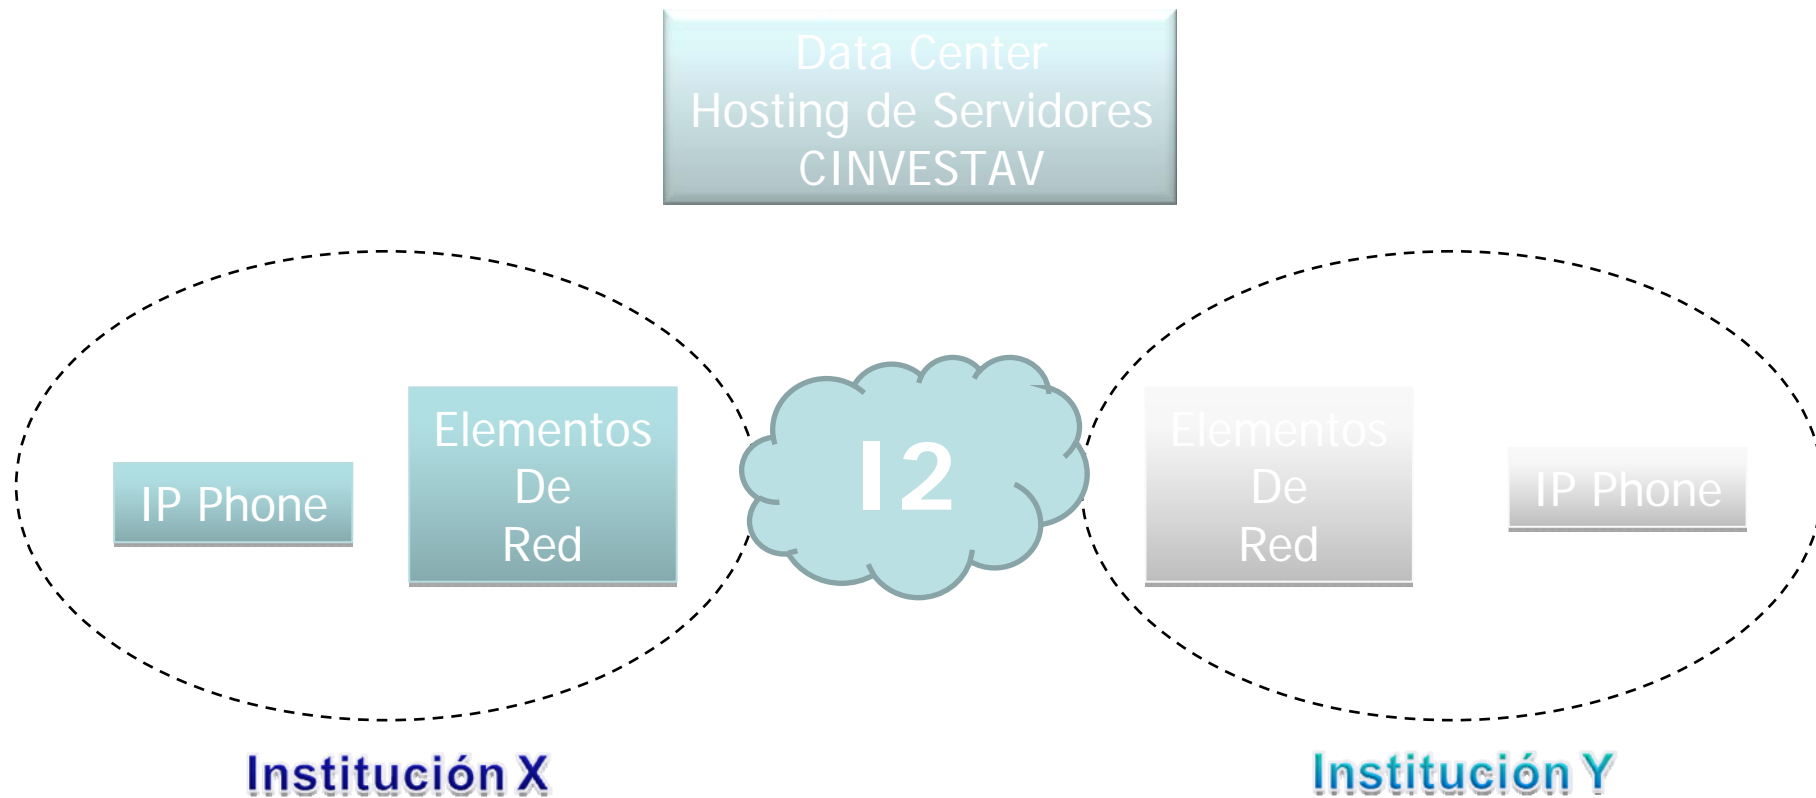 Data Center
Hosting de Servidores
CINVESTAV
Elementos
De
Red
IP Phone
I2
Elementos
De
Red
IP Phone
Institución X
Institución Y